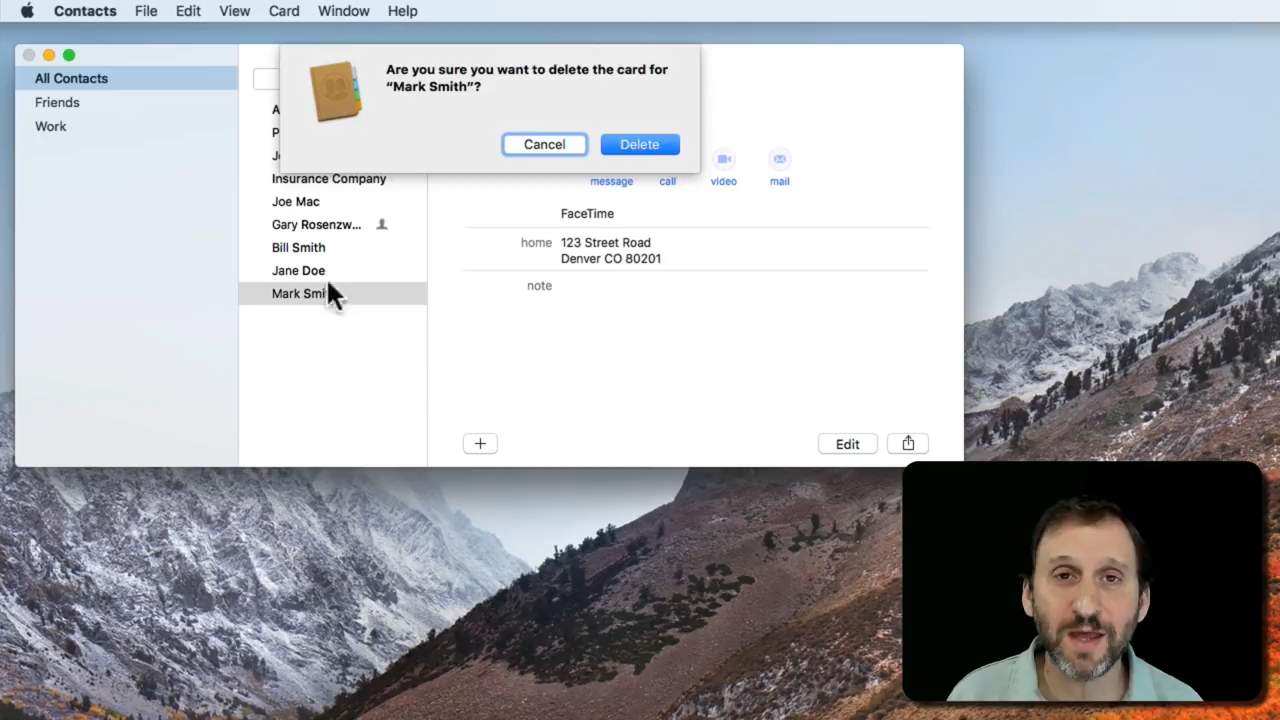 Contacts File Edit View Card Window Help
All Contacts
Friends
Work
Are you sure you want to delete the card for
“Mark Smith”?
Cancel Delete
Insurance Company
Joe Mac
Gary Rosenzw...
Bill Smith
Jane Doe
Mark Smi
message call video mail
FaceTime
home 123 Street Road
Denver CO 80201
note
Edit